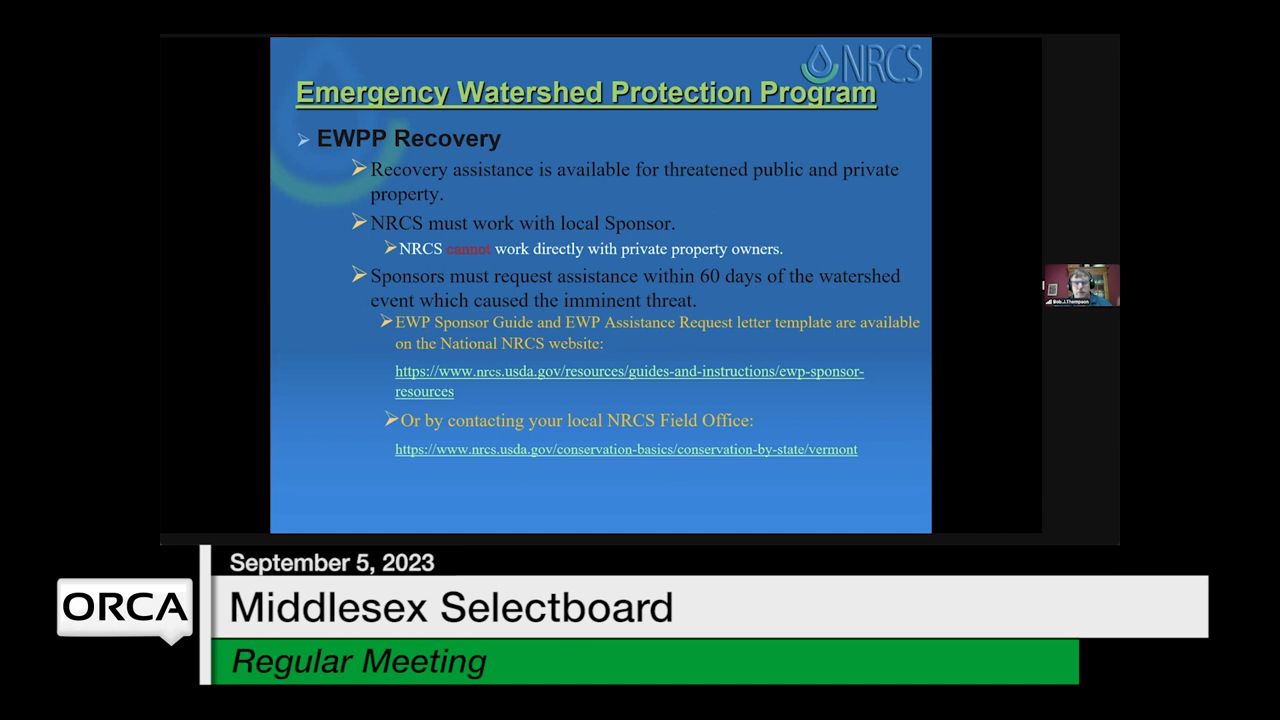 NRCS
Emergency Watershed Protection Program
EWPP Recovery
Recovery assistance is available for threatened public and private
property.
NRCS must work with local Sponsor.
NRCS cannot work directly with private property owners.
Sponsors must request assistance within 60 days of the watershed
event which caused the imminent threat.
EWP Sponsor Guide and EWP Assistance Request letter template are available
on the National NRCS website:
https://www.nrcs.usda.gov/resources/guides-and-instructions/ewp-sponsor-
resources
Or by contacting your local NRCS Field Office:
https://www.nrcs.usda.gov/conservation-basics/conservation-by-state/vermont
Bob J.Thompson
September 5, 2023
ORCA
Middlesex Selectboard
Regular Meeting